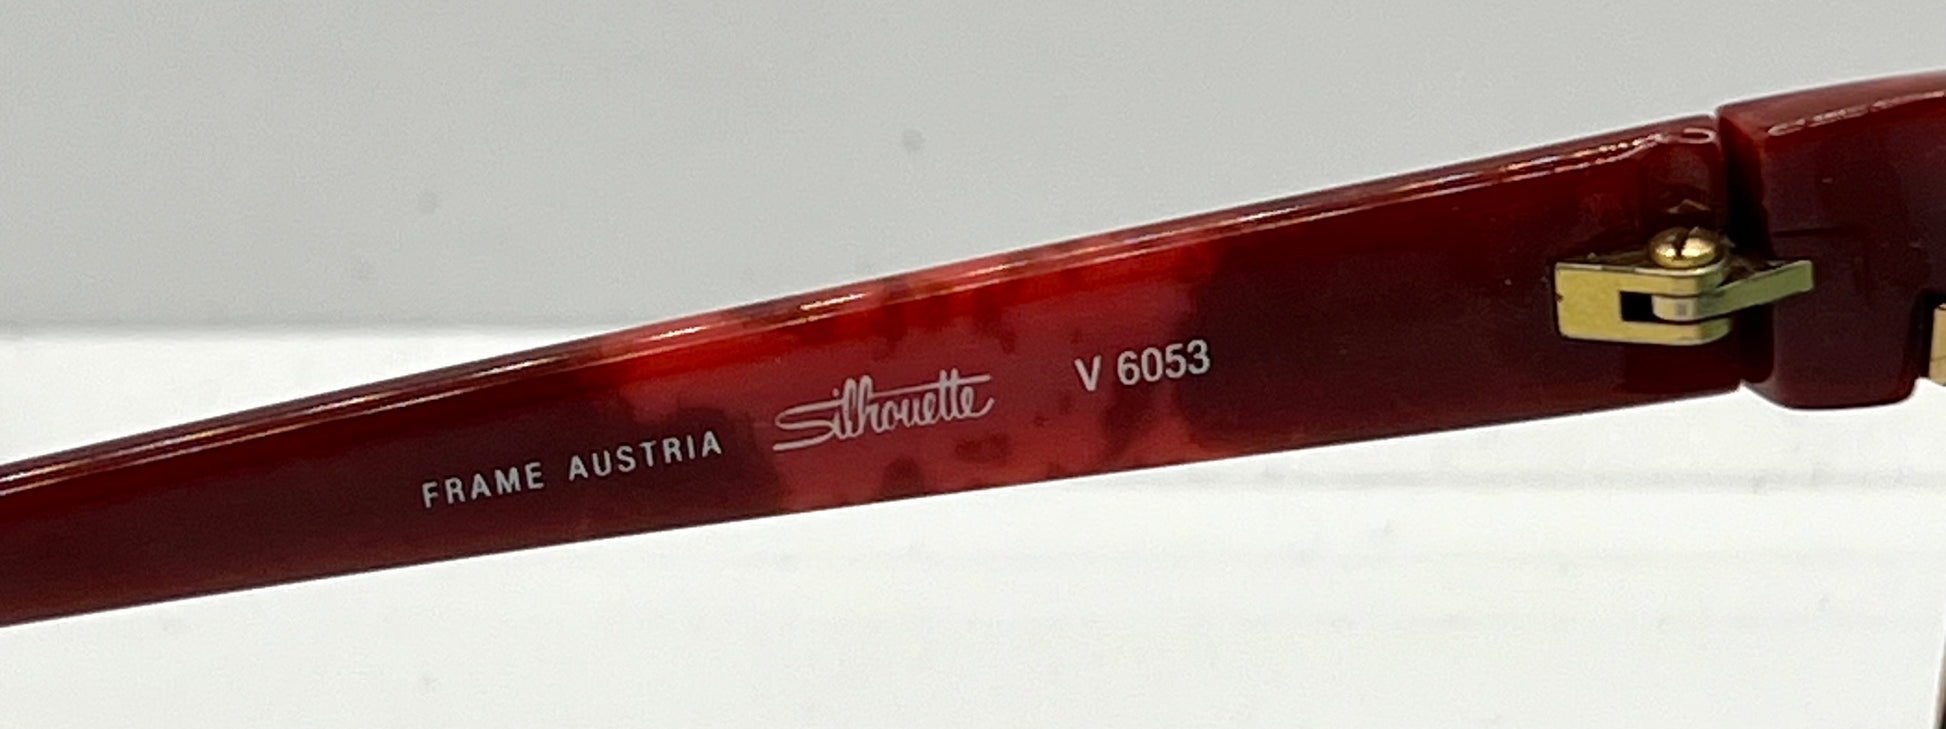 FRAME AUSTRIA Silhouette V 6053